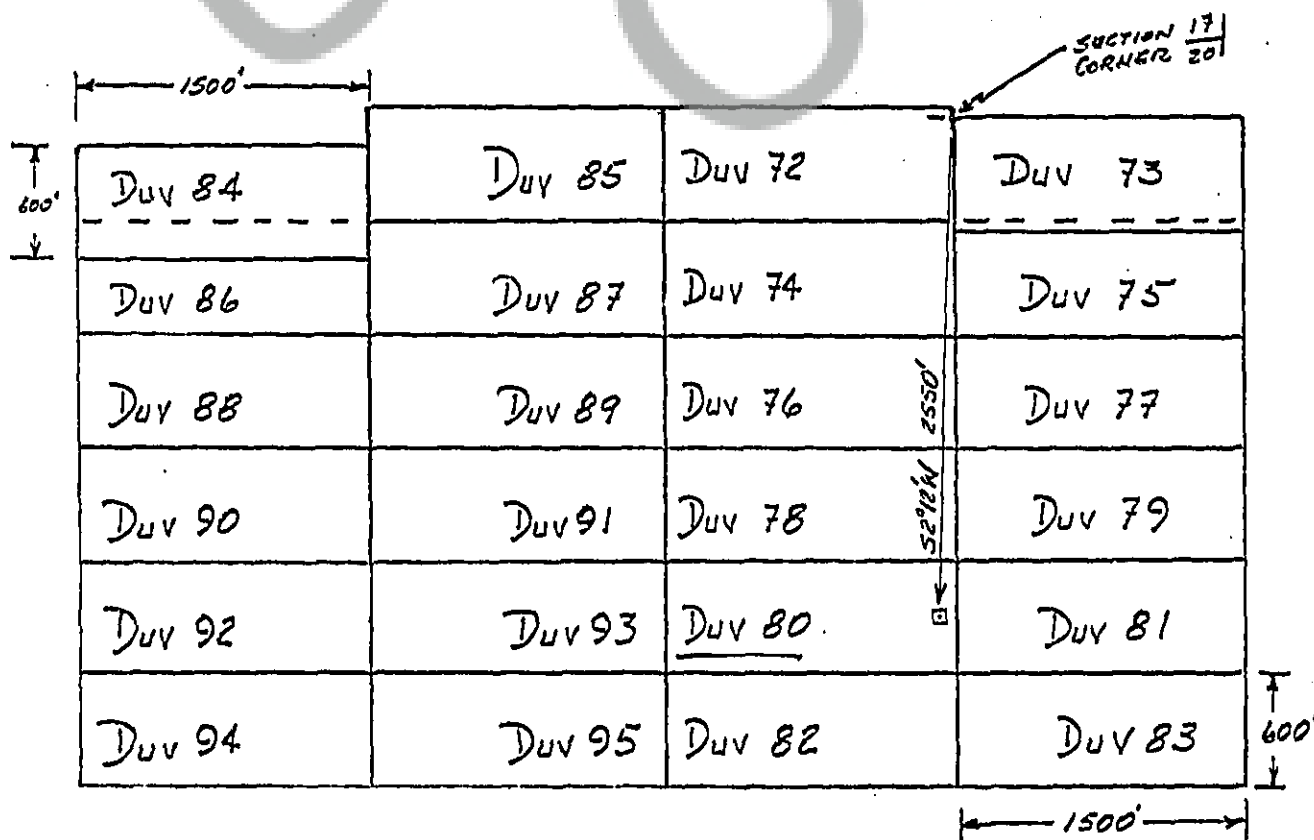 SECTION 17
CORNER 20
1500'
600'
Duv 84
Duv 85
Duv 72
Duv 73
Duv 86
Duv 87
Duv 74
Duv 75
Duv 88
Duv 89
Duv 76
Duv 77
S2°12'W 2550'
Duv 90
Duv 91
Duv 78
Duv 79
Duv 92
Duv 93
Duv 80
Duv 81
Duv 94
Duv 95
Duv 82
Duv 83
600'
1500'